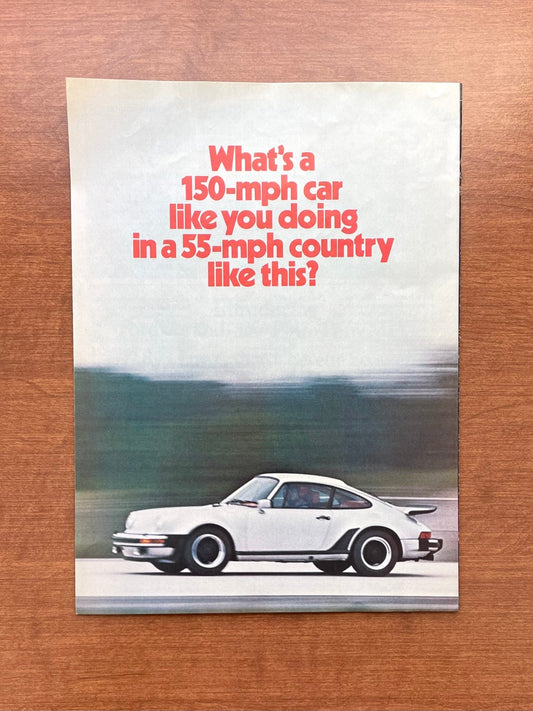 What's a
150-mph car
like you doing
in a 55-mph country
like this?